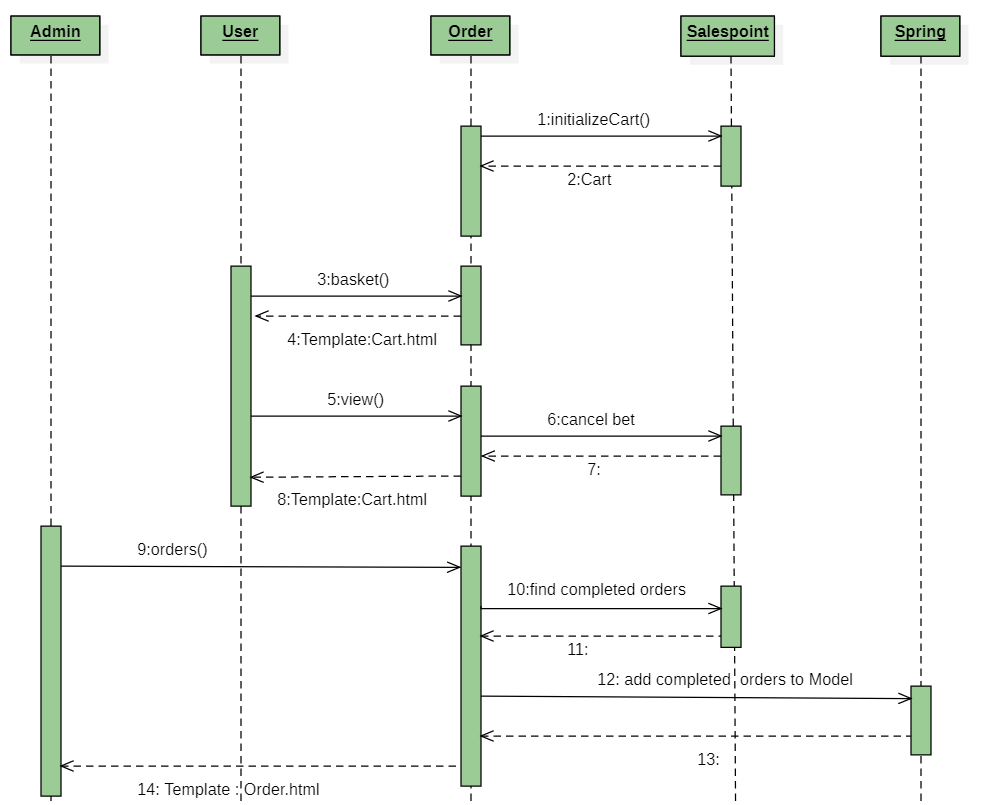 Admin
User
Order
Salespoint
Spring
1:initializeCart()
2:Cart
3:basket()
4:Template:Cart.html
5:view()
6:cancel bet
7:
8:Template:Cart.html
9:orders()
10:find completed orders
11:
12: add completed orders to Model
13:
14: Template : Order.html